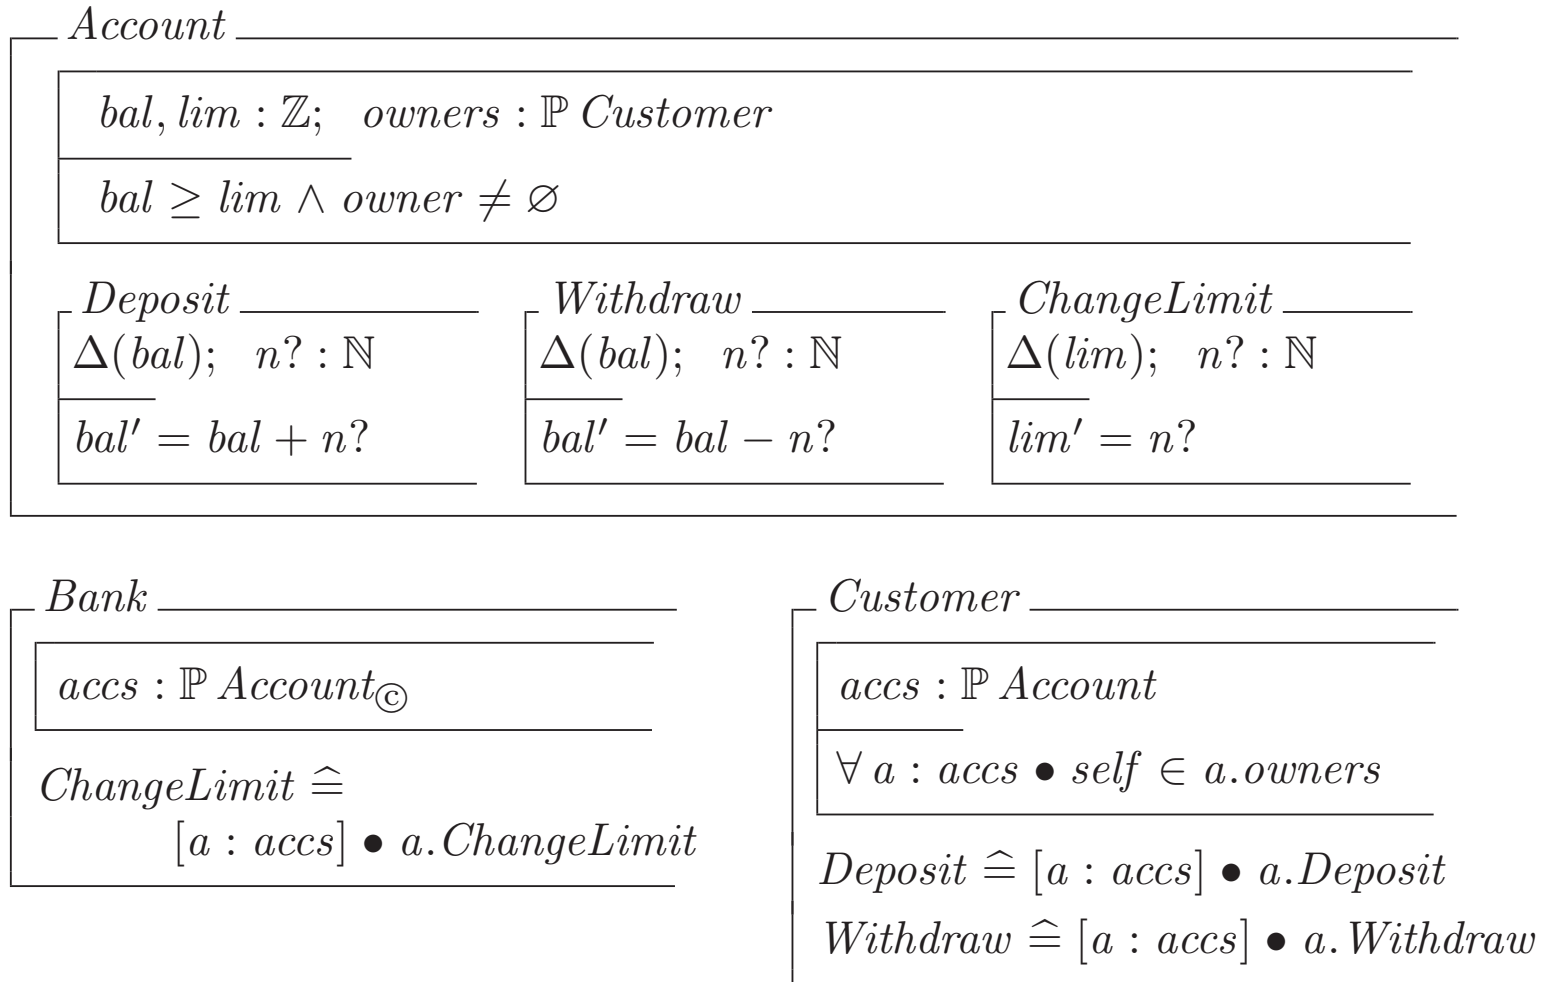 Account
bal, lim : ℤ; owners : ℙ Customer
bal ≥ lim ∧ owner ≠ ∅
Deposit
Δ(bal); n? : ℕ
bal′ = bal + n?
Withdraw
Δ(bal); n? : ℕ
bal′ = bal − n?
ChangeLimit
Δ(lim); n? : ℕ
lim′ = n?
Bank
accs : ℙ Account©
ChangeLimit ≙
[a : accs] • a.ChangeLimit
Customer
accs : ℙ Account
∀ a : accs • self ∈ a.owners
Deposit ≙ [a : accs] • a.Deposit
Withdraw ≙ [a : accs] • a.Withdraw